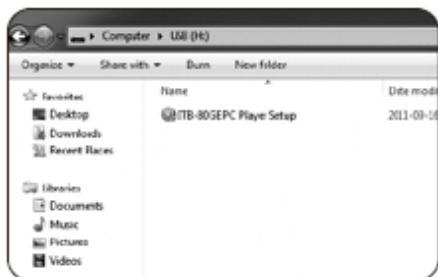 Computer ▸ USB (H:)
Organize Share with Burn New folder
Favorites
Desktop
Downloads
Recent Places
Libraries
Documents
Music
Pictures
Videos
Name Date modi
ITB-80GEPC Playe Setup 2011-09-16